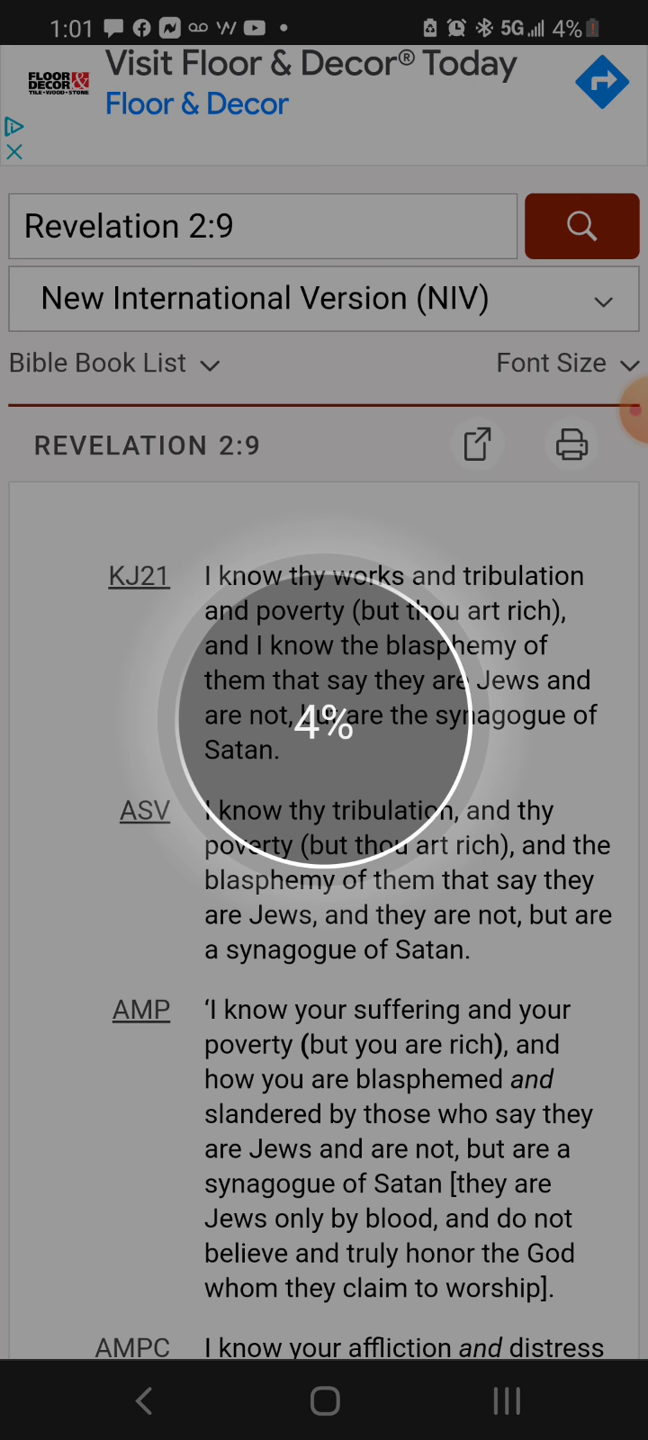 1:01
5G 4%
Visit Floor & Decor® Today
FLOOR
DECOR &
TILE•WOOD•STONE
Floor & Decor
Revelation 2:9
New International Version (NIV)
Bible Book List
Font Size
REVELATION 2:9
KJ21 I know thy works and tribulation
and poverty (but thou art rich),
and I know the blasphemy of
them that say they are Jews and
are not, but are the synagogue of
Satan.
4%
ASV I know thy tribulation, and thy
poverty (but thou art rich), and the
blasphemy of them that say they
are Jews, and they are not, but are
a synagogue of Satan.
AMP ‘I know your suffering and your
poverty (but you are rich), and
how you are blasphemed and
slandered by those who say they
are Jews and are not, but are a
synagogue of Satan [they are
Jews only by blood, and do not
believe and truly honor the God
whom they claim to worship].
AMPC I know your affliction and distress